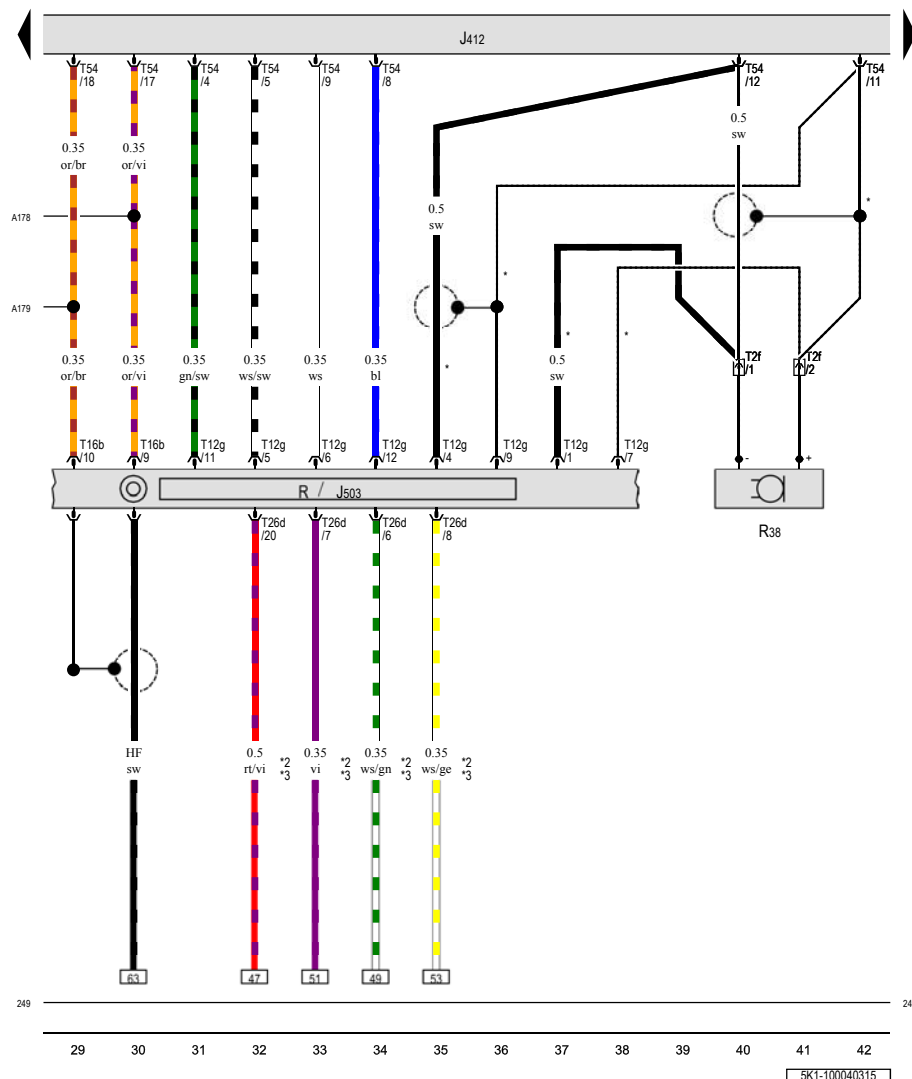 J412
T54 T54 T54 T54 T54 T54 T54 T54
/18 /17 /4 /5 /9 /8 /12 /11
0.35 0.35 0.5
or/br or/vi sw
*
0.5
sw
A178
*
A179
* *
0.35 0.35 0.35 0.35 0.35 0.35 0.5
or/br or/vi gn/sw ws/sw ws bl sw
*
T2f T2f
/1 /2
T16b T16b T12g T12g T12g T12g T12g T12g T12g T12g
/10 /9 /11 /5 /6 /12 /4 /9 /1 /7
- +
R / J503
R38
T26d T26d T26d T26d
/20 /7 /6 /8
HF 0.5 0.35 0.35 0.35
sw rt/vi vi ws/gn ws/ge
*2 *2 *2 *2
*3 *3 *3 *3
63 47 51 49 53
249 24
29 30 31 32 33 34 35 36 37 38 39 40 41 42
5K1-100040315